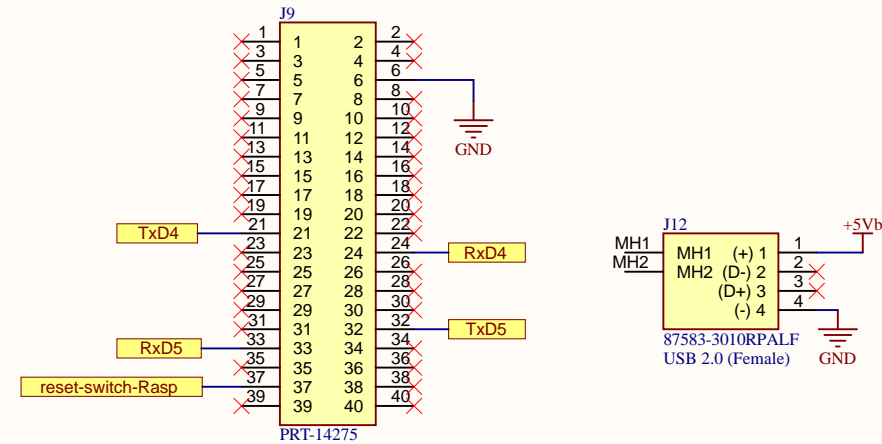 J9
1 1 2 2
3 3 4 4
5 5 6 6
7 7 8 8
9 9 10 10
11 11 12 12
13 13 14 14
15 15 16 16
17 17 18 18
19 19 20 20
TxD4 21 21 22 22
23 23 24 24 RxD4
25 25 26 26
27 27 28 28
29 29 30 30
31 31 32 32 TxD5
RxD5 33 33 34 34
35 35 36 36
reset-switch-Rasp 37 37 38 38
39 39 40 40
PRT-14275
GND
J12
+5Vb
MH1 MH1 (+) 1 1
MH2 MH2 (D-) 2 2
(D+) 3 3
(-) 4 4
87583-3010RPALF
USB 2.0 (Female)
GND